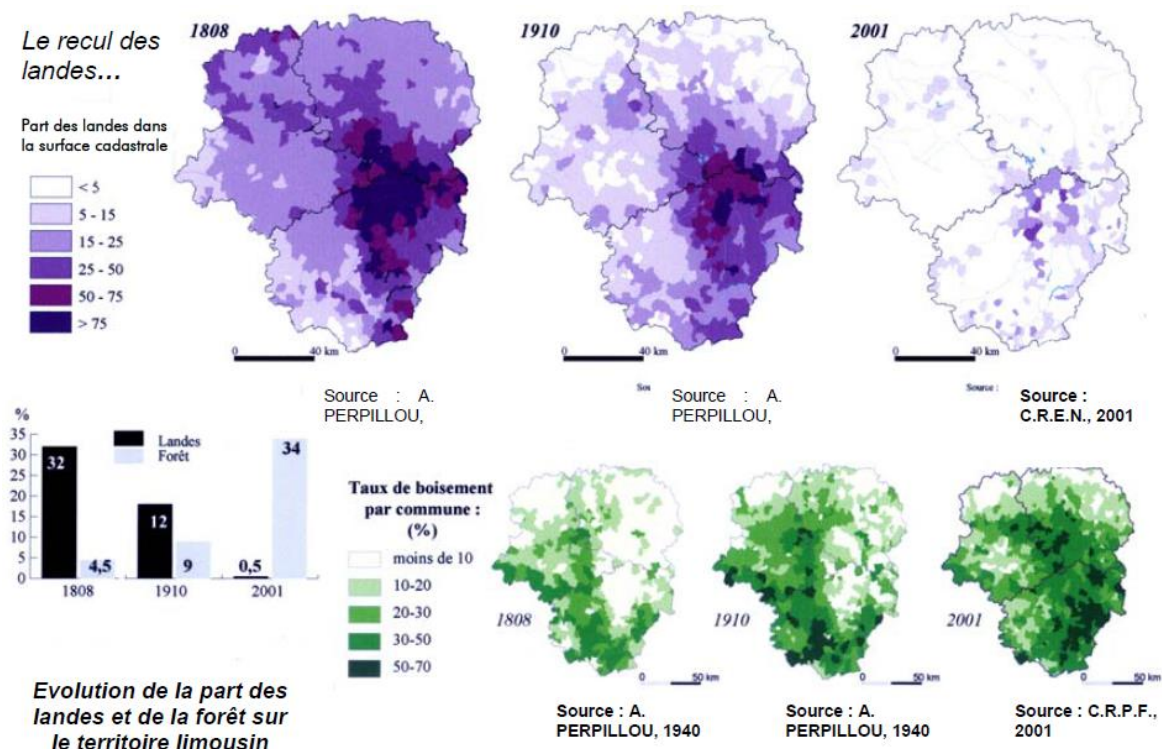 Le recul des
landes...
Part des landes dans
la surface cadastrale
< 5
5 - 15
15 - 25
25 - 50
50 - 75
> 75
1808
0 40 km
Source : A.
PERPILLOU,
1910
0 40 km
Sou
Source : A.
PERPILLOU,
2001
0 40 km
Source :
Source :
C.R.E.N., 2001
%
35
30
25
20
15
10
5
0
Landes
Forêt
32
4,5
12
9
0,5
34
1808
1910
2001
Evolution de la part des
landes et de la forêt sur
le territoire limousin
Taux de boisement
par commune :
(%)
moins de 10
10-20
20-30
30-50
50-70
1808
0 50 km
Source : A.
PERPILLOU, 1940
1910
0 50 km
Source : A.
PERPILLOU, 1940
2001
0 50 km
Source : C.R.P.F.,
2001